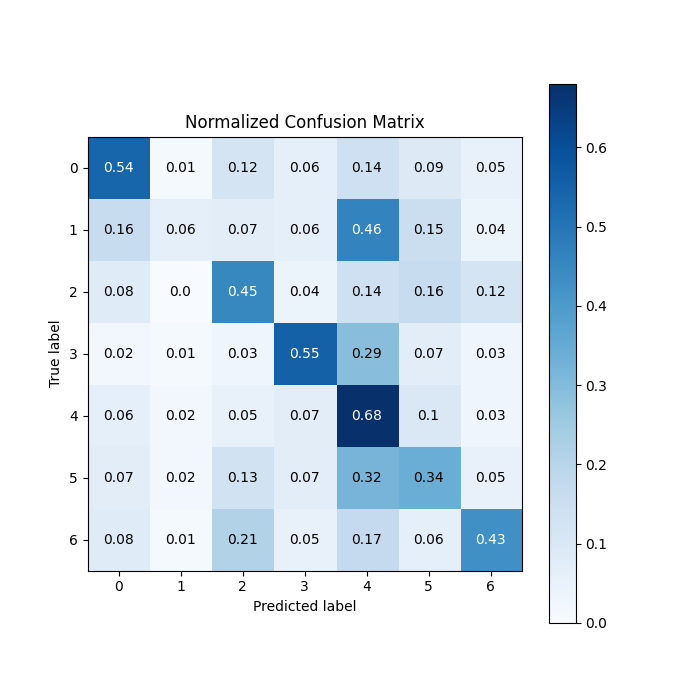 Normalized Confusion Matrix
True label
0 0.54 0.01 0.12 0.06 0.14 0.09 0.05
1 0.16 0.06 0.07 0.06 0.46 0.15 0.04
2 0.08 0.0 0.45 0.04 0.14 0.16 0.12
3 0.02 0.01 0.03 0.55 0.29 0.07 0.03
4 0.06 0.02 0.05 0.07 0.68 0.1 0.03
5 0.07 0.02 0.13 0.07 0.32 0.34 0.05
6 0.08 0.01 0.21 0.05 0.17 0.06 0.43
0 1 2 3 4 5 6
Predicted label
0.6
0.5
0.4
0.3
0.2
0.1
0.0